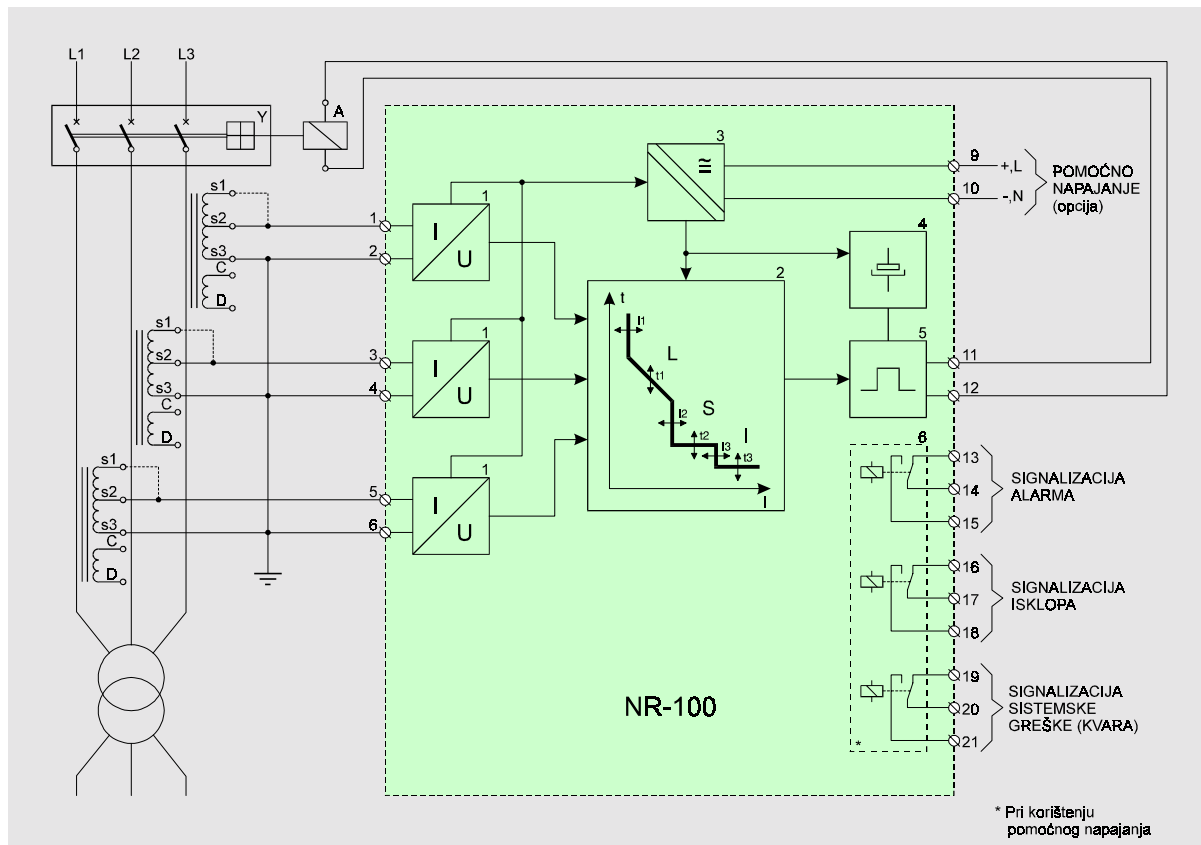 L1 L2 L3
Y
A
s1
s2
s3
C
D
s1
s2
s3
C
D
s1
s2
s3
C
D
1
2
3
4
5
6
1
I
U
1
I
U
1
I
U
3
≅
2
t
I1
L
t1
I2
S
t2
I3
I
t3
I
4
5
6
*
NR-100
9
+,L
10
-,N
POMOĆNO
NAPAJANJE
(opcija)
11
12
13
14
15
SIGNALIZACIJA
ALARMA
16
17
18
SIGNALIZACIJA
ISKLOPA
19
20
21
SIGNALIZACIJA
SISTEMSKE
GREŠKE (KVARA)
* Pri korištenju
pomoćnog napajanja